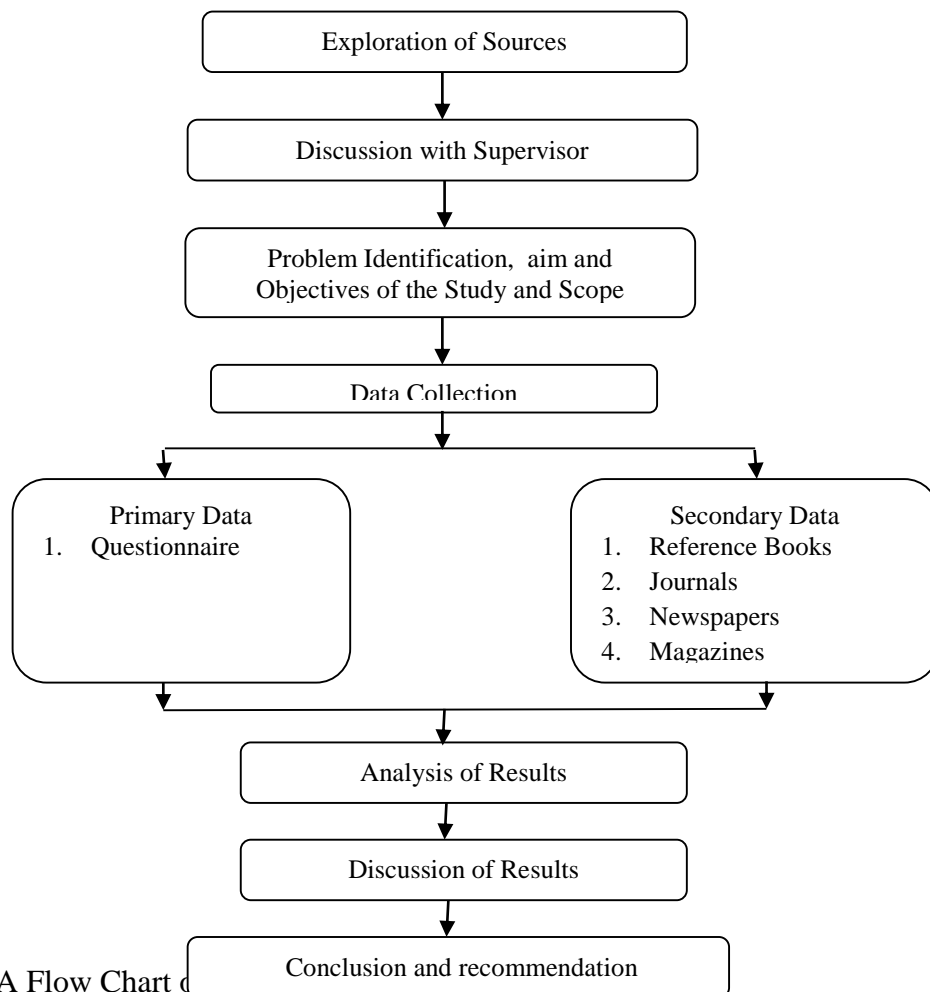 Exploration of Sources
Discussion with Supervisor
Problem Identification, aim and
Objectives of the Study and Scope
Data Collection
Primary Data
1. Questionnaire
Secondary Data
1. Reference Books
2. Journals
3. Newspapers
4. Magazines
Analysis of Results
Discussion of Results
Conclusion and recommendation
A Flow Chart